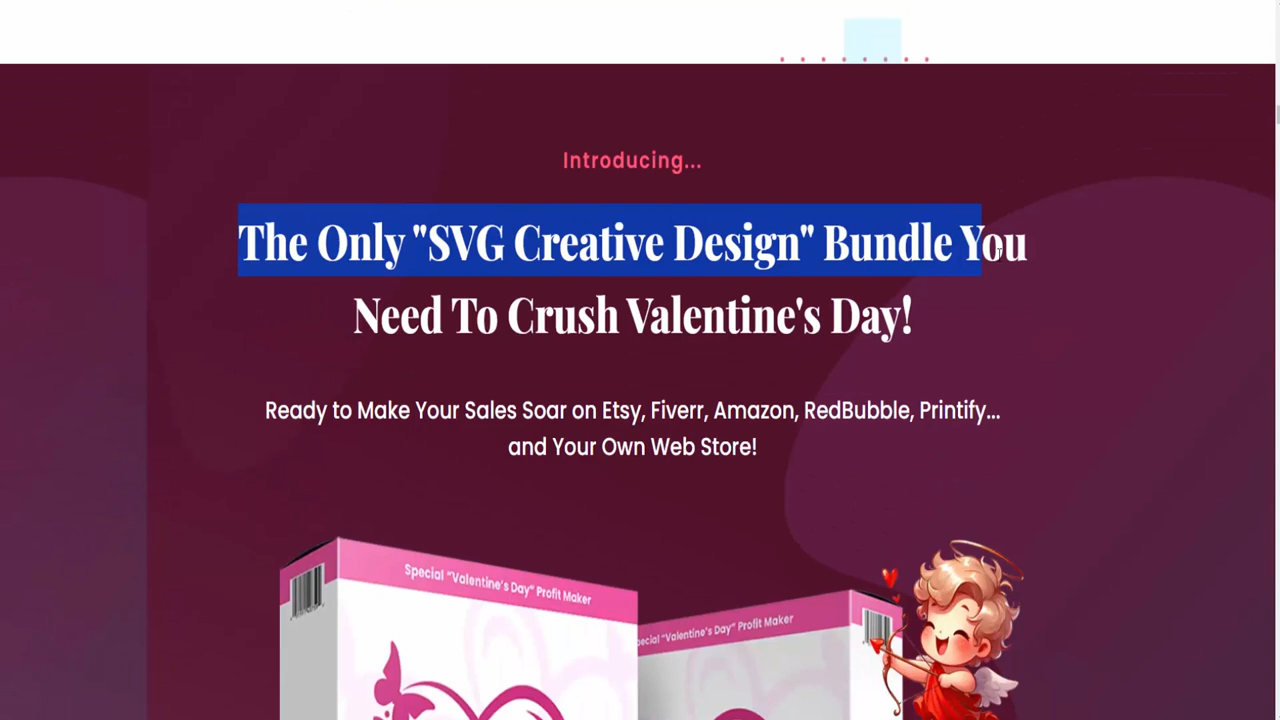 Introducing...
The Only "SVG Creative Design" Bundle You
Need To Crush Valentine's Day!
Ready to Make Your Sales Soar on Etsy, Fiverr, Amazon, RedBubble, Printify...
and Your Own Web Store!
Special “Valentine's Day” Profit Maker
ecial “Valentine's Day” Profit Maker